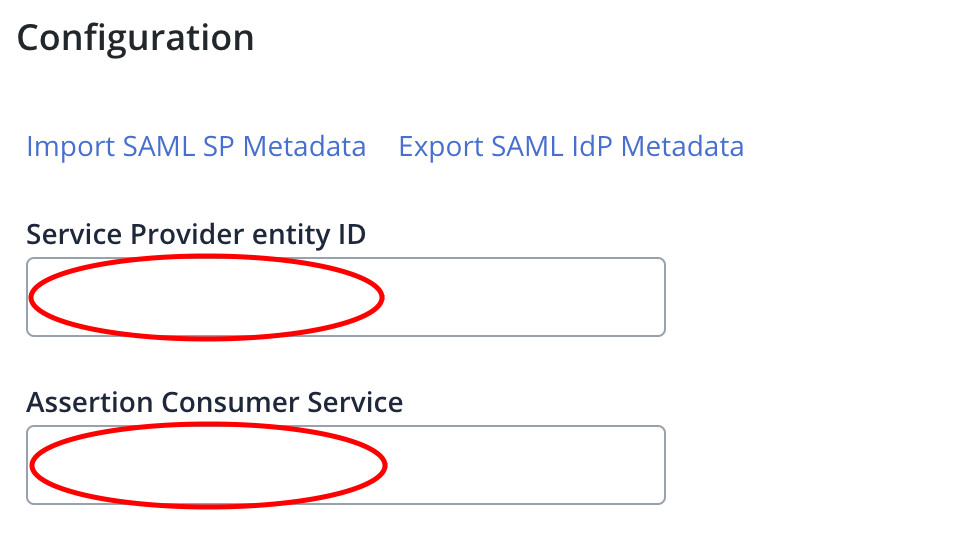 Configuration
Import SAML SP Metadata Export SAML IdP Metadata
Service Provider entity ID
Assertion Consumer Service